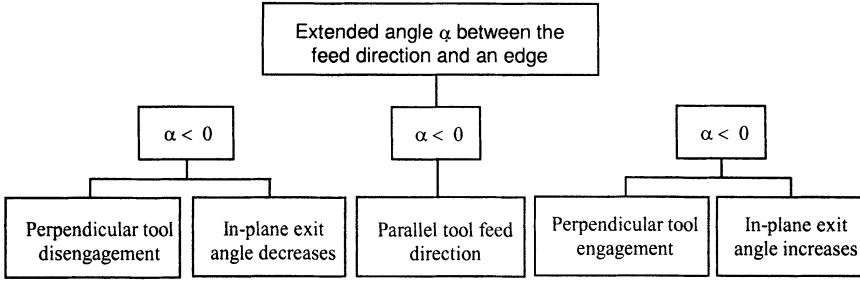 Extended angle α between the
feed direction and an edge
α < 0
α < 0
α < 0
Perpendicular tool
disengagement
In-plane exit
angle decreases
Parallel tool feed
direction
Perpendicular tool
engagement
In-plane exit
angle increases